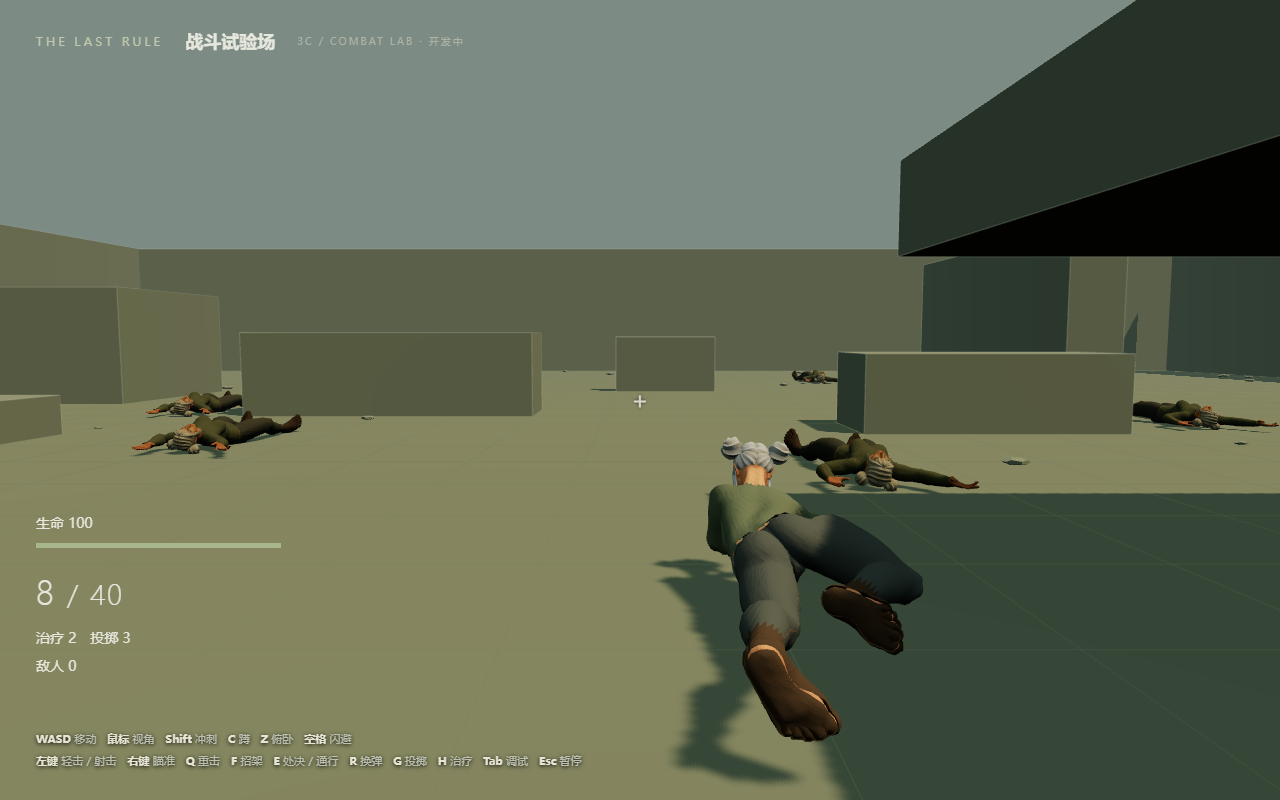 THE LAST RULE 战斗试验场 3C / COMBAT LAB · 开发中
生命 100
8 / 40
治疗 2 投掷 3
敌人 0
WASD 移动 鼠标 视角 Shift 冲刺 C 蹲 Z 俯卧 空格 闪避
左键 轻击 / 射击 右键 瞄准 Q 重击 F 招架 E 处决 / 通行 R 换弹 G 投掷 H 治疗 Tab 调试 Esc 暂停